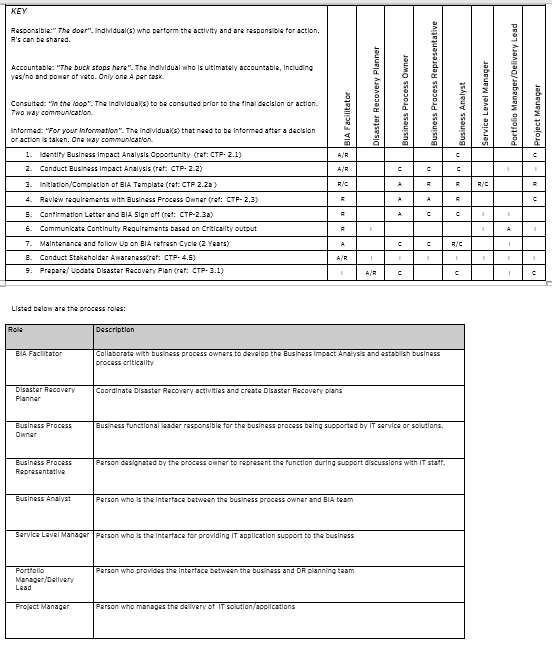 KEY
Responsible:" The doer". Individual(s) who perform the activity and are responsible for action.
R's can be shared.
Accountable: "The buck stops here". The individual who is ultimately accountable, including
yes/no and power of veto. Only one A per task.
Consulted: "In the loop". The individual(s) to be consulted prior to the final decision or action.
Two way communication.
Informed: "For your information". The individual(s) that need to be informed after a decision
or action is taken. One way communication.
BIA Facilitator
Disaster Recovery Planner
Business Process Owner
Business Process Representative
Business Analyst
Service Level Manager
Portfolio Manager/Delivery Lead
Project Manager
1. Identify Business Impact Analysis Opportunity (ref: CTP- 2.1) A/R C C
2. Conduct Business Impact Analysis (ref: CTP- 2.2) A/R C C C I I
3. Initiation/Completion of BIA Template (ref: CTP 2.2a ) R/C A R R R/C R
4. Review requirements with Business Process Owner (ref: CTP- 2.3) R A A R C
5. Confirmation Letter and BIA Sign off (ref: CTP-2.3a) R A C C I I
6. Communicate Continuity Requirements based on Criticality output R I I A I
7. Maintenance and follow Up on BIA refresh Cycle (2 Years) A C C R/C I
8. Conduct Stakeholder Awareness(ref: CTP- 4.5) A/R I I I I I I I
9. Prepare/ Update Disaster Recovery Plan (ref: CTP- 3.1) I A/R C C I C
Listed below are the process roles:
Role Description
BIA Facilitator Collaborate with business process owners to develop the Business Impact Analysis and establish business
process criticality
Disaster Recovery Coordinate Disaster Recovery activities and create Disaster Recovery plans
Planner
Business Process Business functional leader responsible for the business process being supported by IT service or solutions.
Owner
Business Process Person designated by the process owner to represent the function during support discussions with IT staff.
Representative
Business Analyst Person who is the interface between the business process owner and BIA team
Service Level Manager Person who is the interface for providing IT application support to the business
Portfolio Person who provides the interface between the business and DR planning team
Manager/Delivery
Lead
Project Manager Person who manages the delivery of IT solution/applications